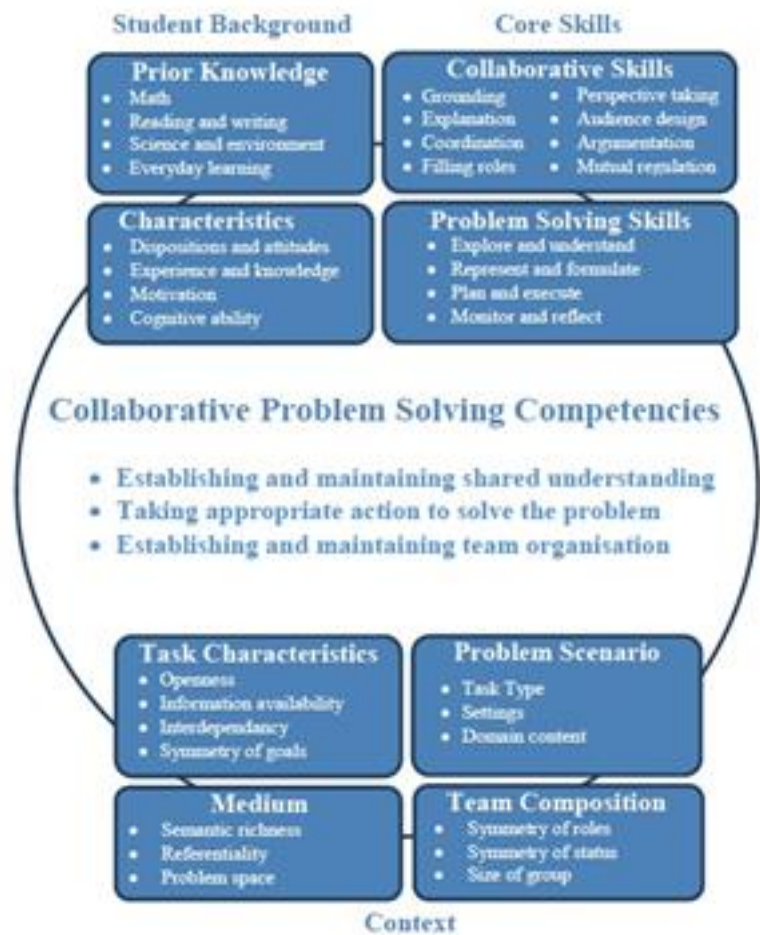 Student Background
Core Skills
Prior Knowledge
• Math
• Reading and writing
• Science and environment
• Everyday learning
Collaborative Skills
• Grounding
• Explanation
• Coordination
• Filling roles
• Perspective taking
• Audience design
• Argumentation
• Mutual regulation
Characteristics
• Dispositions and attitudes
• Experience and knowledge
• Motivation
• Cognitive ability
Problem Solving Skills
• Explore and understand
• Represent and formulate
• Plan and execute
• Monitor and reflect
Collaborative Problem Solving Competencies
• Establishing and maintaining shared understanding
• Taking appropriate action to solve the problem
• Establishing and maintaining team organisation
Task Characteristics
• Openness
• Information availability
• Interdependancy
• Symmetry of goals
Problem Scenario
• Task Type
• Settings
• Domain content
Medium
• Semantic richness
• Referentiality
• Problem space
Team Composition
• Symmetry of roles
• Symmetry of status
• Size of group
Context